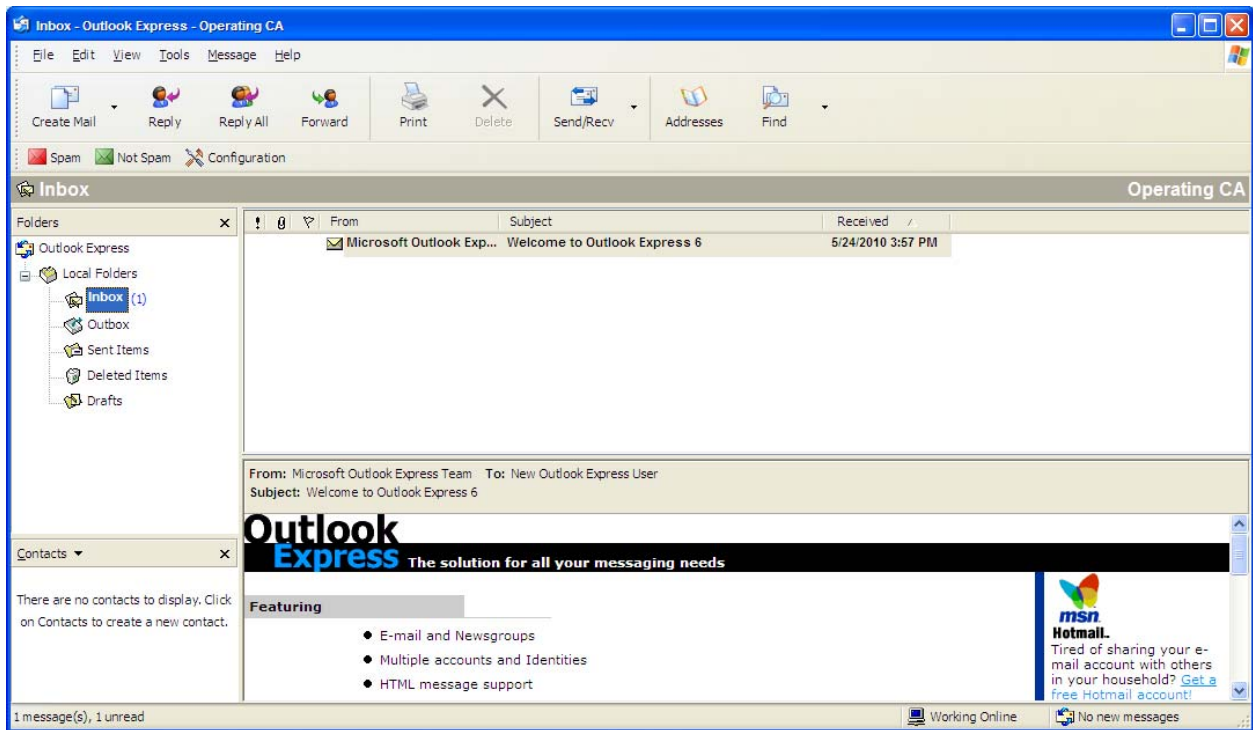 Inbox - Outlook Express - Operating CA
File Edit View Tools Message Help
Create Mail Reply Reply All Forward Print Delete Send/Recv Addresses Find
Spam Not Spam Configuration
Inbox Operating CA
Folders
Outlook Express
Local Folders
Inbox (1)
Outbox
Sent Items
Deleted Items
Drafts
Contacts
There are no contacts to display. Click
on Contacts to create a new contact.
! From Subject Received
Microsoft Outlook Exp... Welcome to Outlook Express 6 5/24/2010 3:57 PM
From: Microsoft Outlook Express Team To: New Outlook Express User
Subject: Welcome to Outlook Express 6
Outlook
Express The solution for all your messaging needs
Featuring
● E-mail and Newsgroups
● Multiple accounts and Identities
● HTML message support
msn
Hotmail.
Tired of sharing your e-
mail account with others
in your household? Get a
free Hotmail account!
1 message(s), 1 unread Working Online No new messages